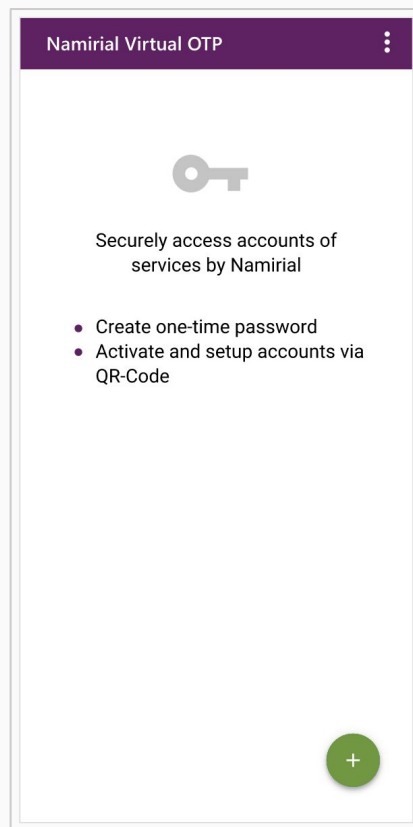 Namirial Virtual OTP
Securely access accounts of
services by Namirial
Create one-time password
Activate and setup accounts via
QR-Code